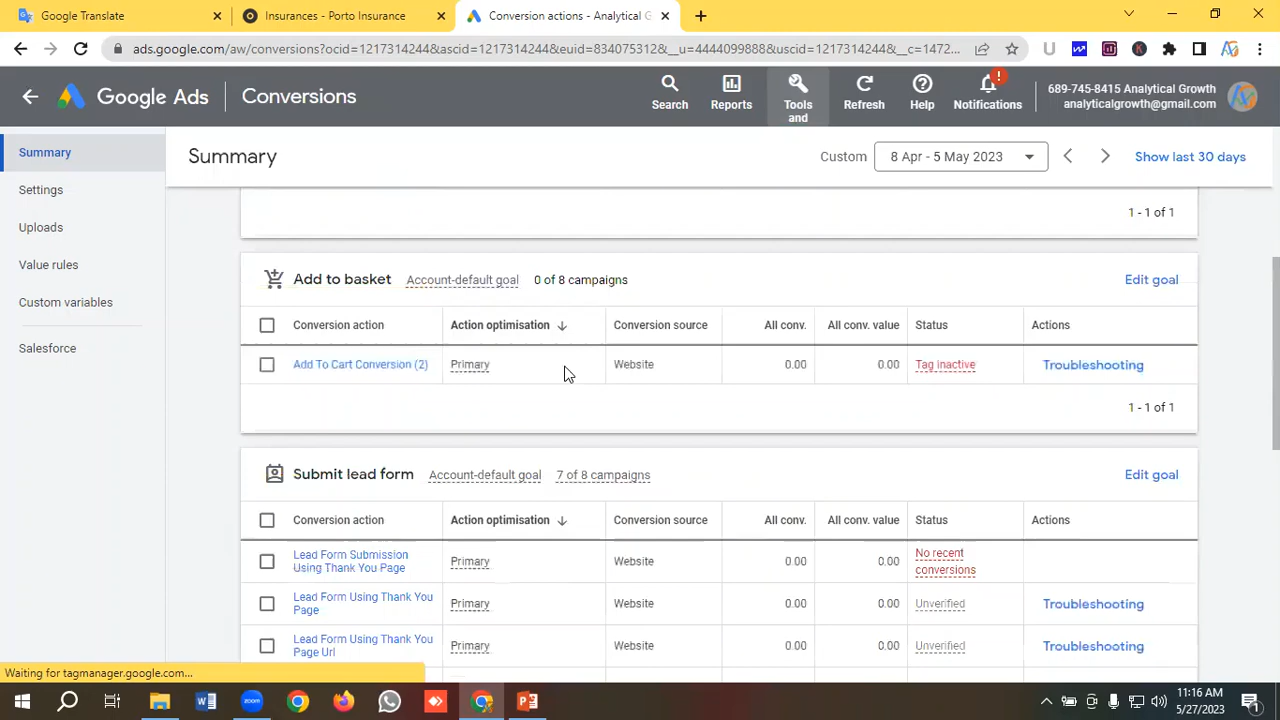 Google Translate
Insurances - Porto Insurance
Conversion actions - Analytical G
ads.google.com/aw/conversions?ocid=1217314244&ascid=1217314244&euid=834075312&__u=4444099888&uscid=1217314244&__c=1472...
Google Ads
Conversions
Search
Reports
Tools and
Refresh
Help
Notifications
689-745-8415 Analytical Growth
analyticalgrowth@gmail.com
Summary
Settings
Uploads
Value rules
Custom variables
Salesforce
Summary
Custom
8 Apr - 5 May 2023
Show last 30 days
1 - 1 of 1
Add to basket Account-default goal 0 of 8 campaigns Edit goal
Conversion action Action optimisation Conversion source All conv. All conv. value Status Actions
Add To Cart Conversion (2) Primary Website 0.00 0.00 Tag inactive Troubleshooting
1 - 1 of 1
Submit lead form Account-default goal 7 of 8 campaigns Edit goal
Conversion action Action optimisation Conversion source All conv. All conv. value Status Actions
Lead Form Submission Using Thank You Page Primary Website 0.00 0.00 No recent conversions
Lead Form Using Thank You Page Primary Website 0.00 0.00 Unverified Troubleshooting
Lead Form Using Thank You Page Url Primary Website 0.00 0.00 Unverified Troubleshooting
Waiting for tagmanager.google.com...
zoom
11:16 AM
5/27/2023